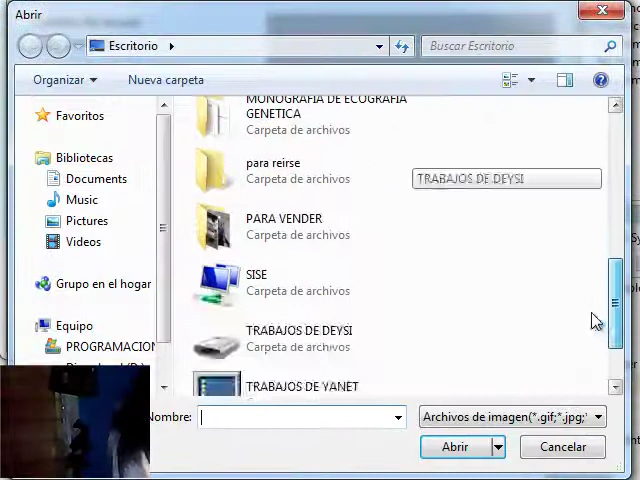 Abrir
Escritorio
Buscar Escritorio
Organizar
Nueva carpeta
Favoritos
Bibliotecas
Documents
Music
Pictures
Videos
Grupo en el hogar
Equipo
PROGRAMACION
MONOGRAFIA DE ECOGRAFIA
GENETICA
Carpeta de archivos
para reirse
Carpeta de archivos
TRABAJOS DE DEYSI
PARA VENDER
Carpeta de archivos
SISE
Carpeta de archivos
TRABAJOS DE DEYSI
Carpeta de archivos
TRABAJOS DE YANET
Nombre:
Archivos de imagen(*.gif;*.jpg;*
Abrir
Cancelar